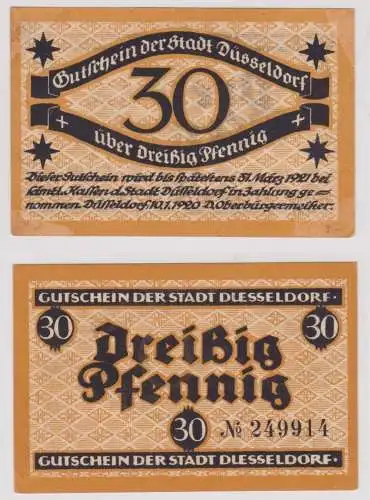 Gutschein der Stadt Düsseldorf
30
über Dreißig Pfennig
Dieser Gutschein wird bis spätestens 31. März 1921 bei
sämtl. Kassen d. Stadt Düsseldorf in Zahlung ge=
nommen. Düsseldorf 10.7.1920 D. Oberbürgermeister.
GUTSCHEIN DER STADT DUESSELDORF.
30
30
Dreißig
Pfennig
30
№ 249914
GUTSCHEIN DER STADT DUESSELDORF.